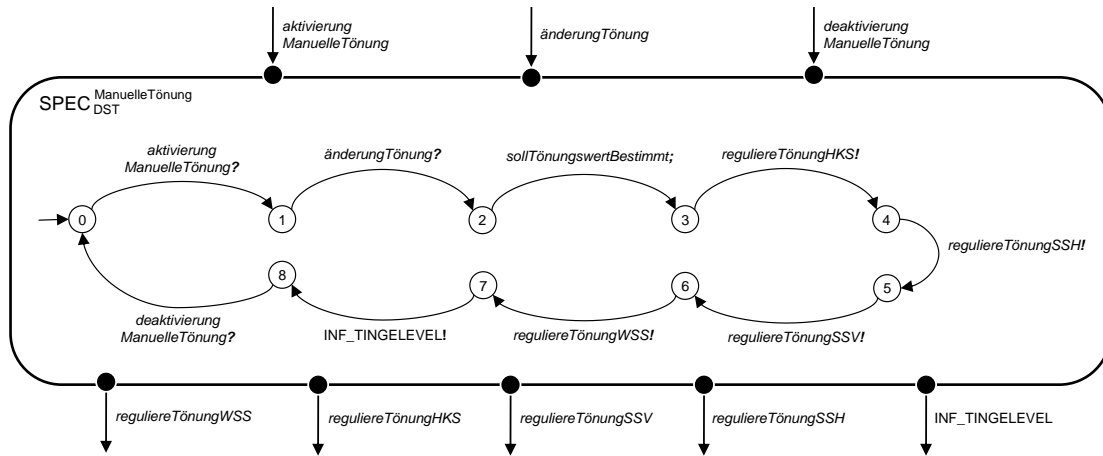 aktivierung
ManuelleTönung
änderungTönung
deaktivierung
ManuelleTönung
SPEC ManuelleTönung DST
aktivierung
ManuelleTönung?
änderungTönung?
sollTönungswertBestimmt;
reguliereTönungHKS!
0
1
2
3
4
reguliereTönungSSH!
8
7
6
5
deaktivierung
ManuelleTönung?
INF_TINGELEVEL!
reguliereTönungWSS!
reguliereTönungSSV!
reguliereTönungWSS
reguliereTönungHKS
reguliereTönungSSV
reguliereTönungSSH
INF_TINGELEVEL